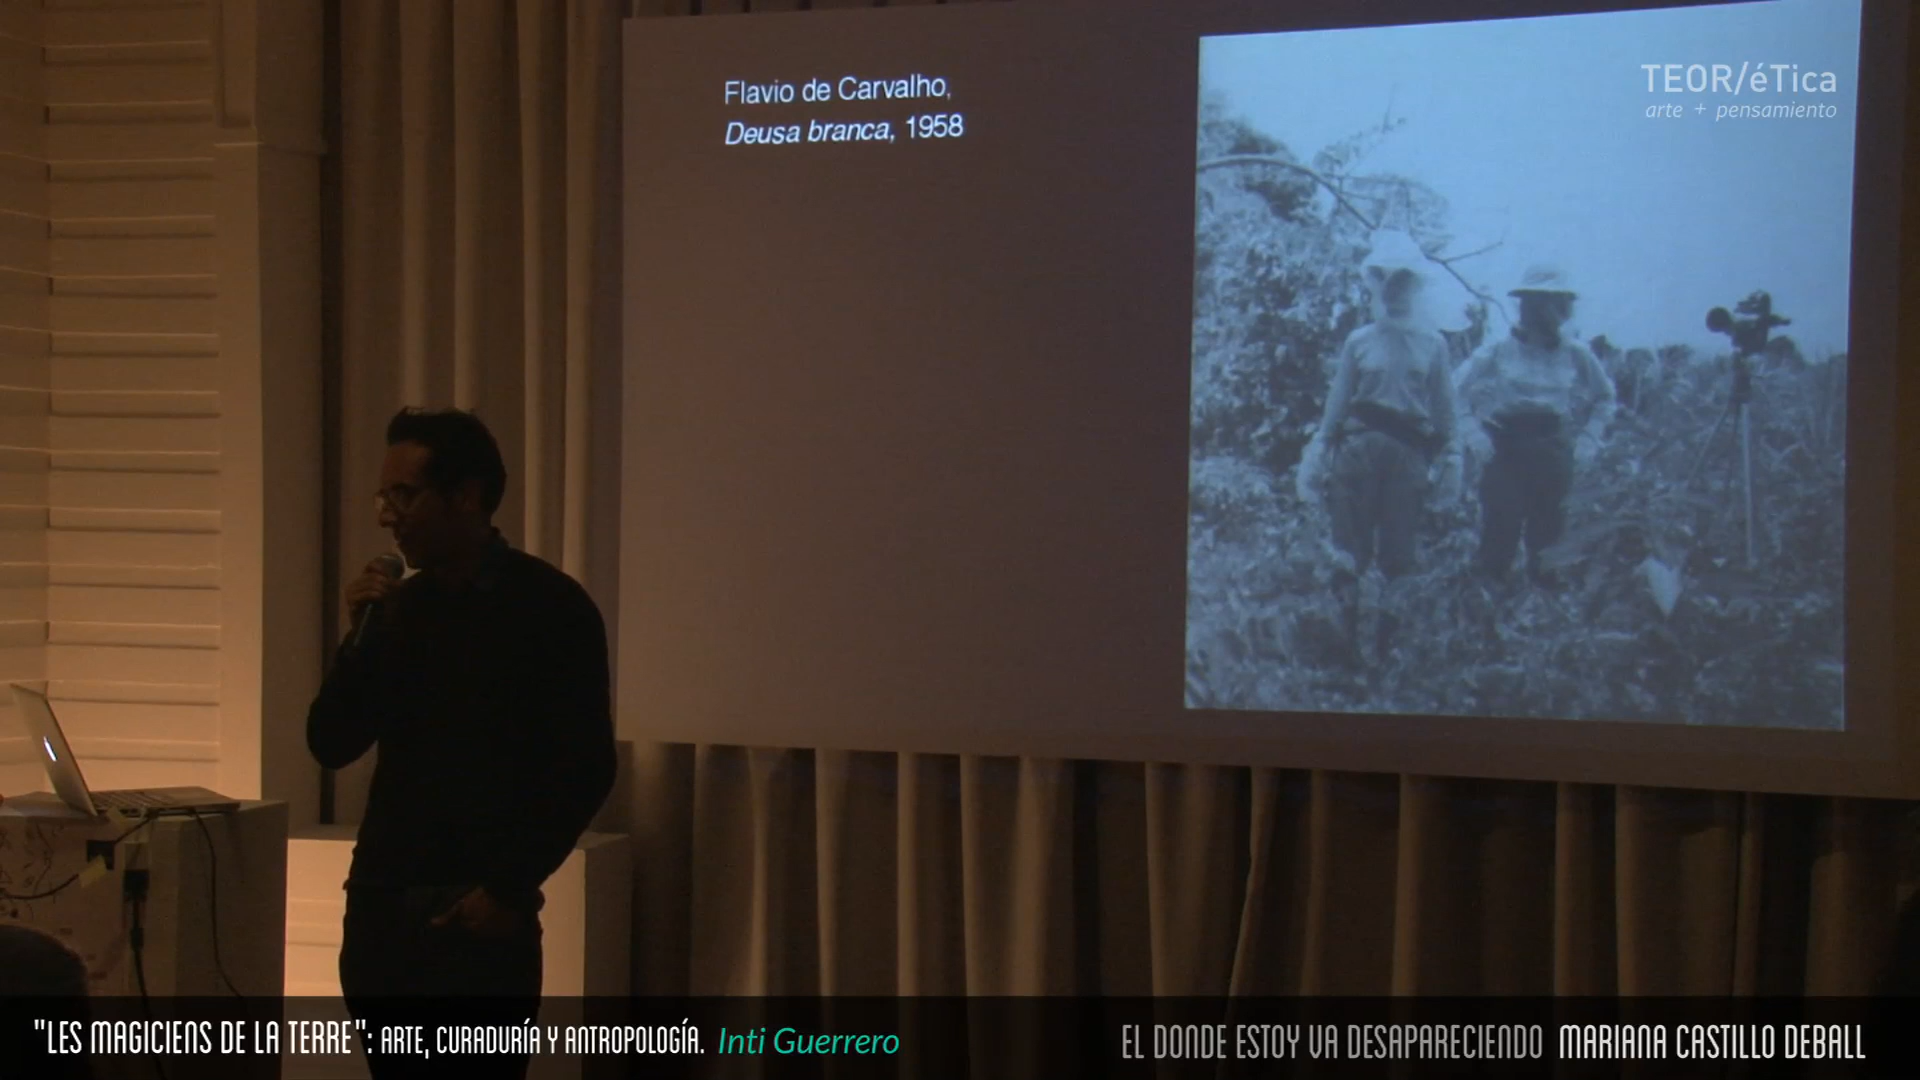 Flavio de Carvalho,
Deusa branca, 1958
TEOR/éTica
arte + pensamiento
"LES MAGICIENS DE LA TERRE": ARTE, CURADURÍA Y ANTROPOLOGÍA. Inti Guerrero
EL DONDE ESTOY VA DESAPARECIENDO MARIANA CASTILLO DEBALL